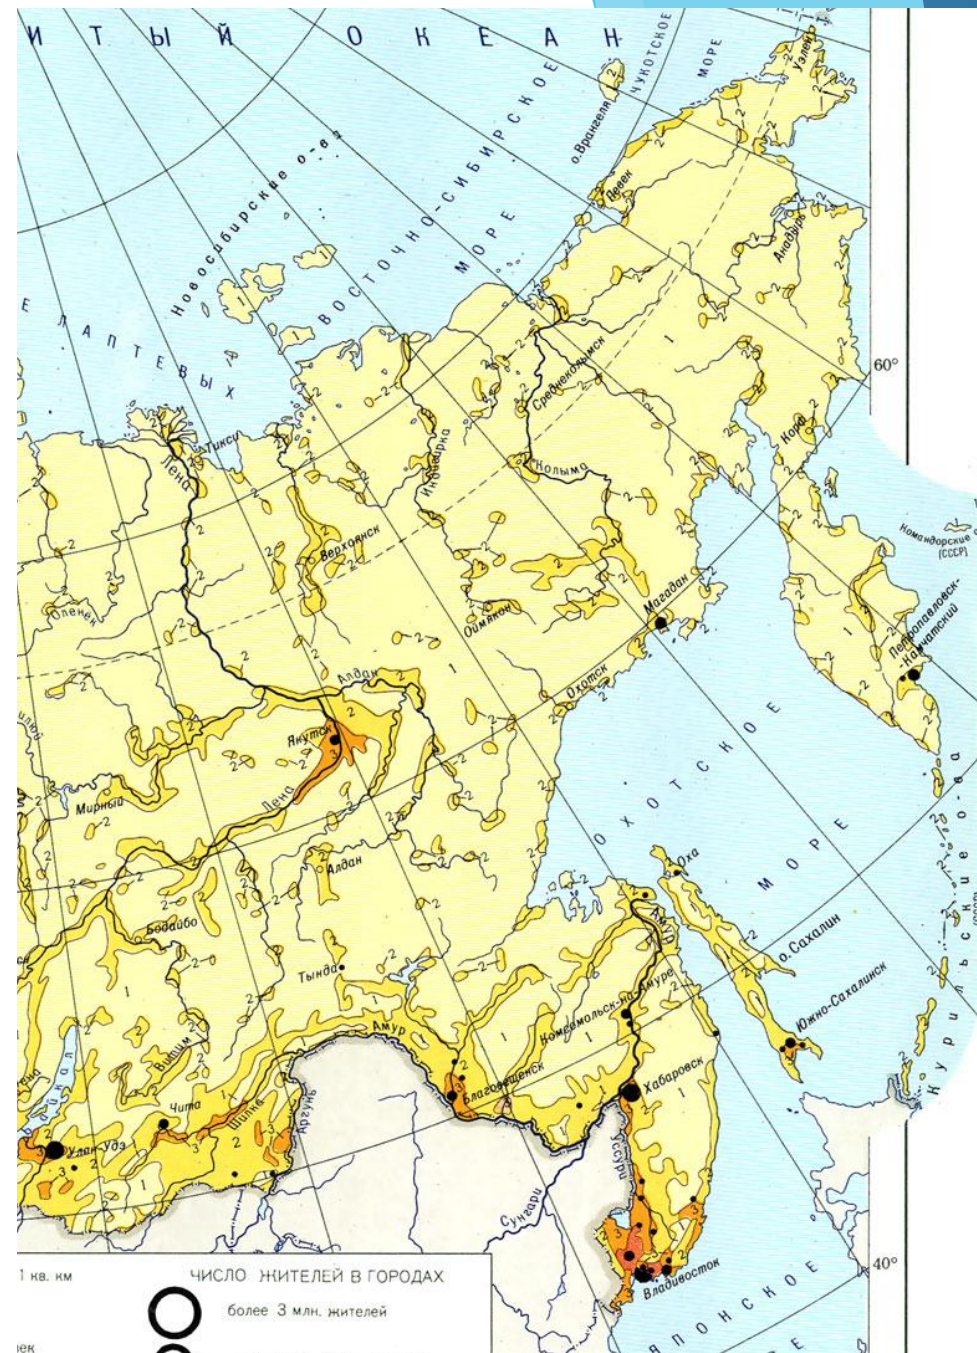 ИТЫЙ ОКЕАН
ЧУКОТСКОЕ
МОРЕ
Уэлен
о.Врангеля
Певек
Анадырь
Новосибирские о-ва
ВОСТОЧНО-СИБИРСКОЕ
МОРЕ
Е ЛАПТЕВЫХ
60°
Среднеколымск
Корф
Тикси
Лена
Индигирка
Колыма
Командорские
(СССР)
Верхоянск
Оленёк
Оймякон
Магадан
Петропавловск-
-Камчатский
Охотск
Алдан
Якутск
Лена
Мирный
ОХОТСКОЕ
МОРЕ
Алдан
Оха
Бодайбо
Амур
о. Сахалин
Тында
Курильские о-ва
Комсомольск-на-Амуре
Южно-Сахалинск
Амур
Витим
Благовещенск
Хабаровск
Чита
Шилка
Аргунь
Улан-Удэ
Уссури
Сунгари
Владивосток
40°
ЯПОНСКОЕ
1 кв. км
ЧИСЛО ЖИТЕЛЕЙ В ГОРОДАХ
более 3 млн. жителей